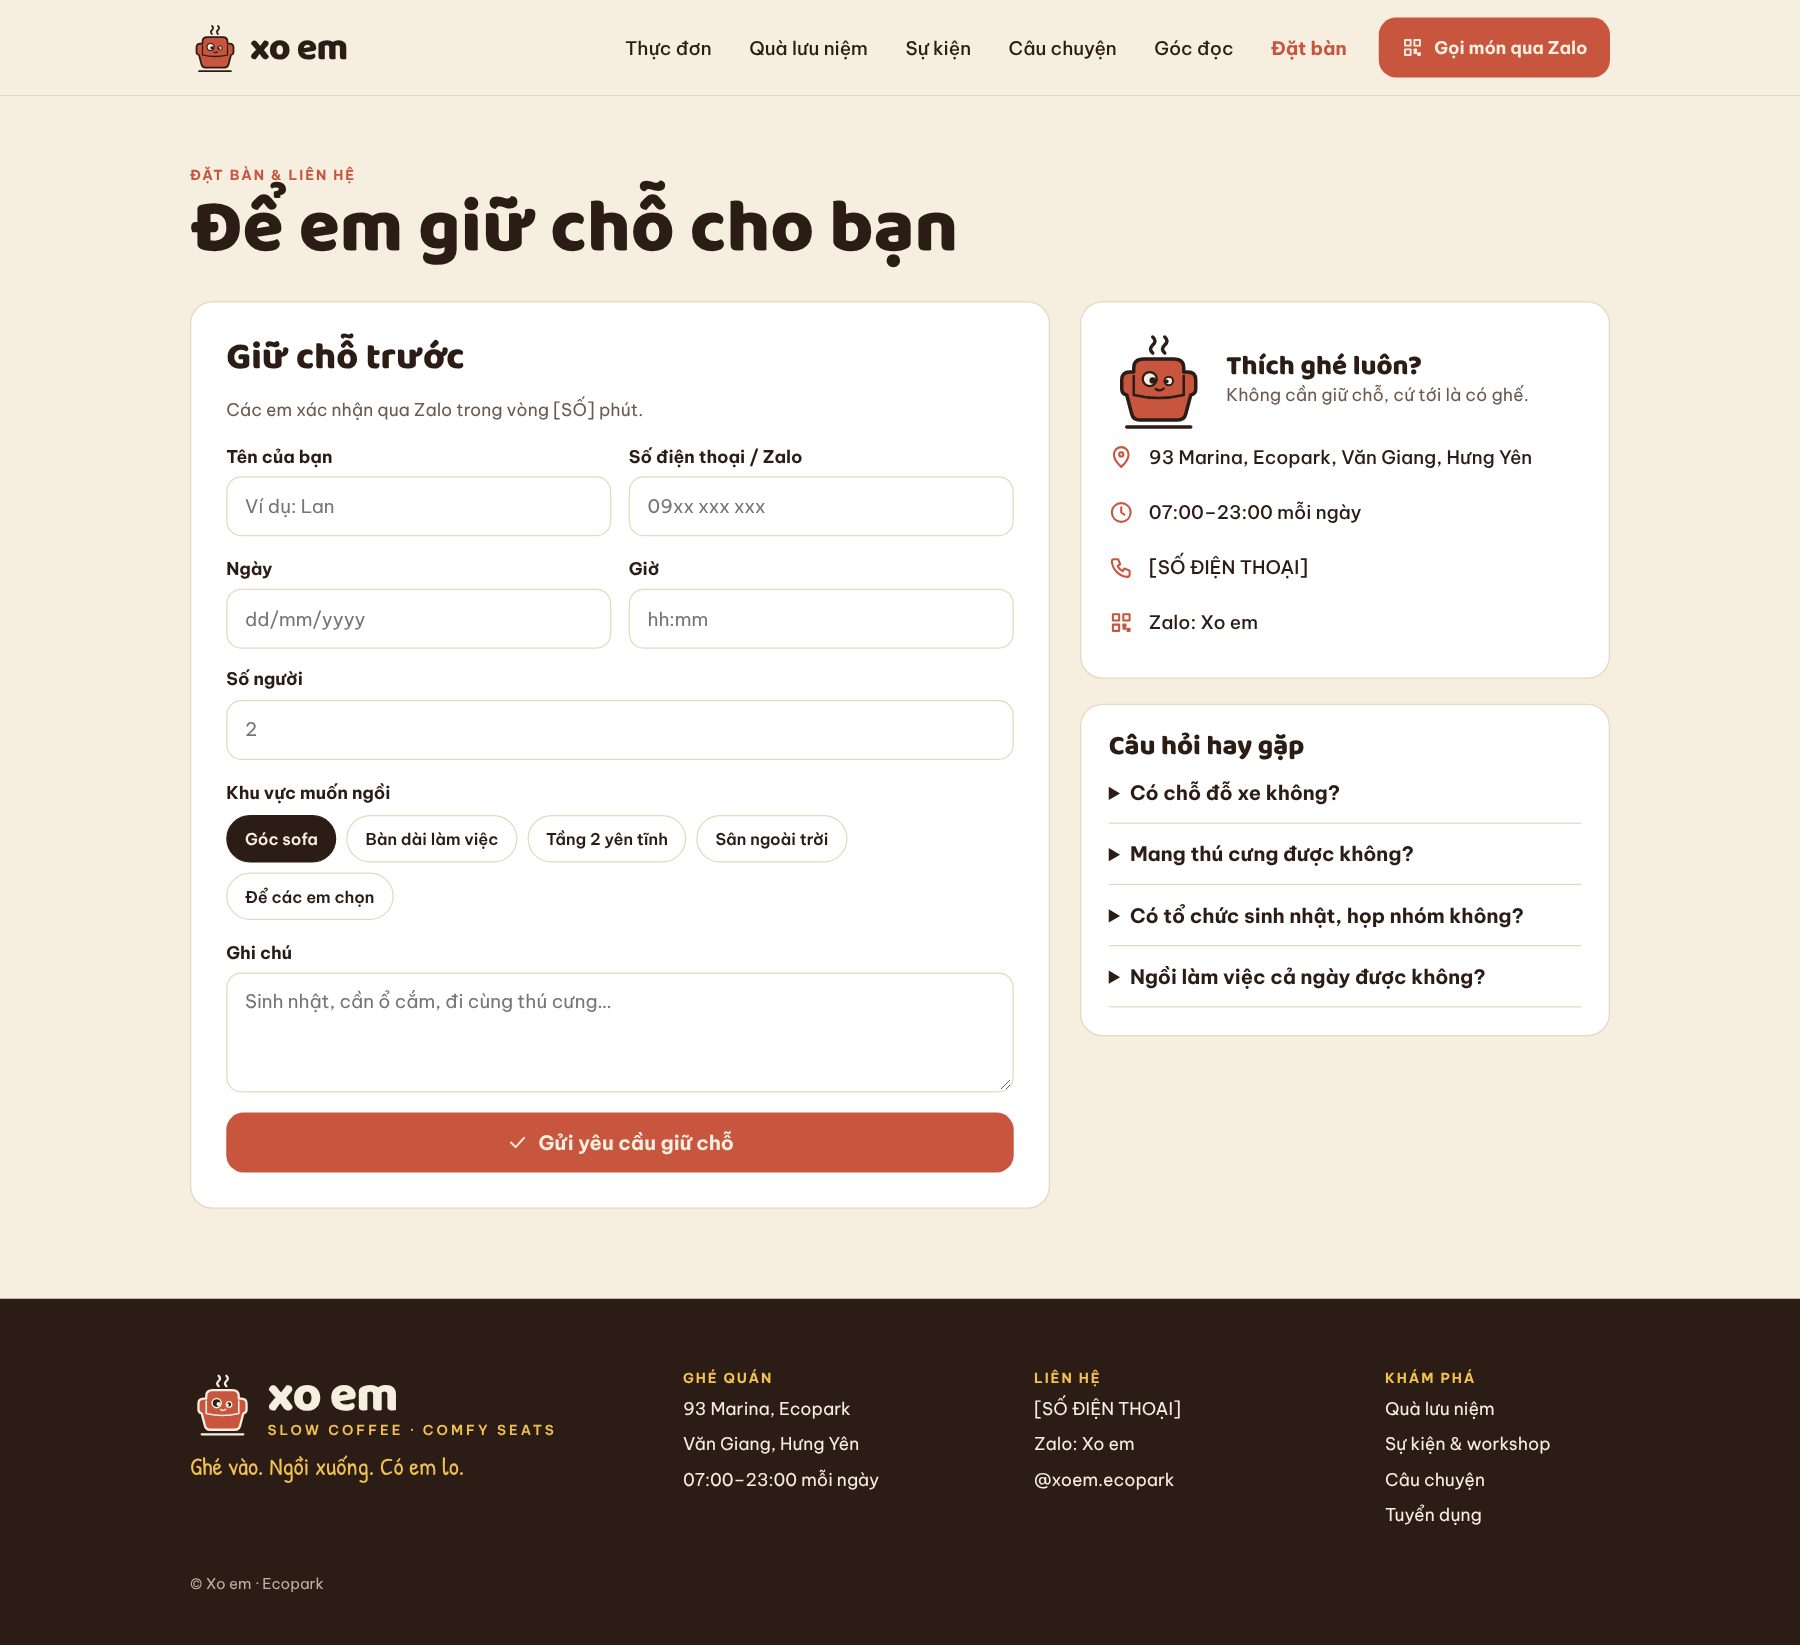 xo em
Thực đơn
Quà lưu niệm
Sự kiện
Câu chuyện
Góc đọc
Đặt bàn
Gọi món qua Zalo
ĐẶT BÀN & LIÊN HỆ
Để em giữ chỗ cho bạn
Giữ chỗ trước
Các em xác nhận qua Zalo trong vòng [SỐ] phút.
Tên của bạn
Số điện thoại / Zalo
Ví dụ: Lan
09xx xxx xxx
Ngày
Giờ
dd/mm/yyyy
hh:mm
Số người
2
Khu vực muốn ngồi
Góc sofa
Bàn dài làm việc
Tầng 2 yên tĩnh
Sân ngoài trời
Để các em chọn
Ghi chú
Sinh nhật, cần ổ cắm, đi cùng thú cưng...
Gửi yêu cầu giữ chỗ
Thích ghé luôn?
Không cần giữ chỗ, cứ tới là có ghế.
93 Marina, Ecopark, Văn Giang, Hưng Yên
07:00–23:00 mỗi ngày
[SỐ ĐIỆN THOẠI]
Zalo: Xo em
Câu hỏi hay gặp
Có chỗ đỗ xe không?
Mang thú cưng được không?
Có tổ chức sinh nhật, họp nhóm không?
Ngồi làm việc cả ngày được không?
xo em
SLOW COFFEE · COMFY SEATS
Ghé vào. Ngồi xuống. Có em lo.
GHÉ QUÁN
93 Marina, Ecopark
Văn Giang, Hưng Yên
07:00–23:00 mỗi ngày
LIÊN HỆ
[SỐ ĐIỆN THOẠI]
Zalo: Xo em
@xoem.ecopark
KHÁM PHÁ
Quà lưu niệm
Sự kiện & workshop
Câu chuyện
Tuyển dụng
© Xo em · Ecopark